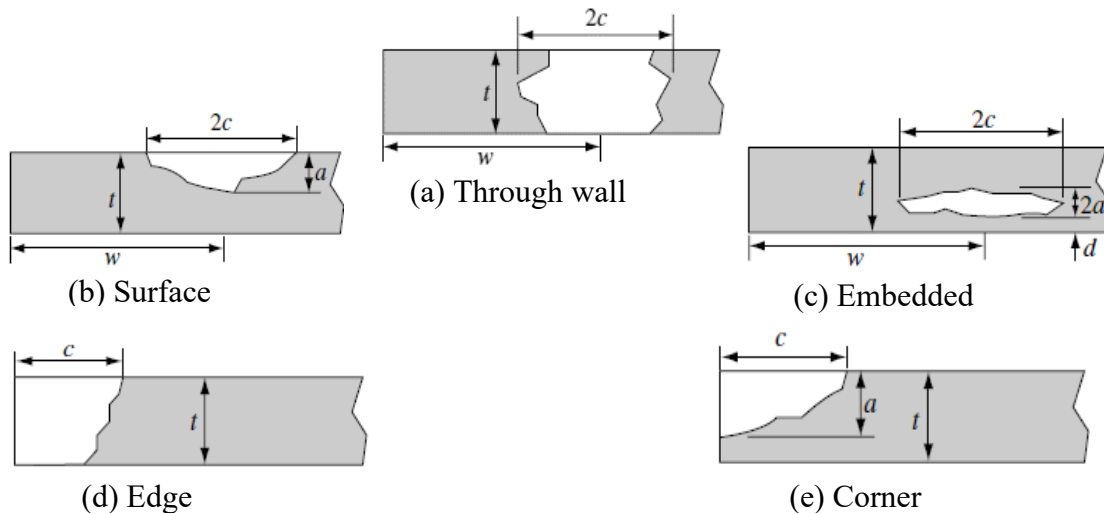 2c
t
w
(a) Through wall
2c
t
a
w
(b) Surface
2c
t
2a
w
d
(c) Embedded
c
t
(d) Edge
c
a
t
(e) Corner